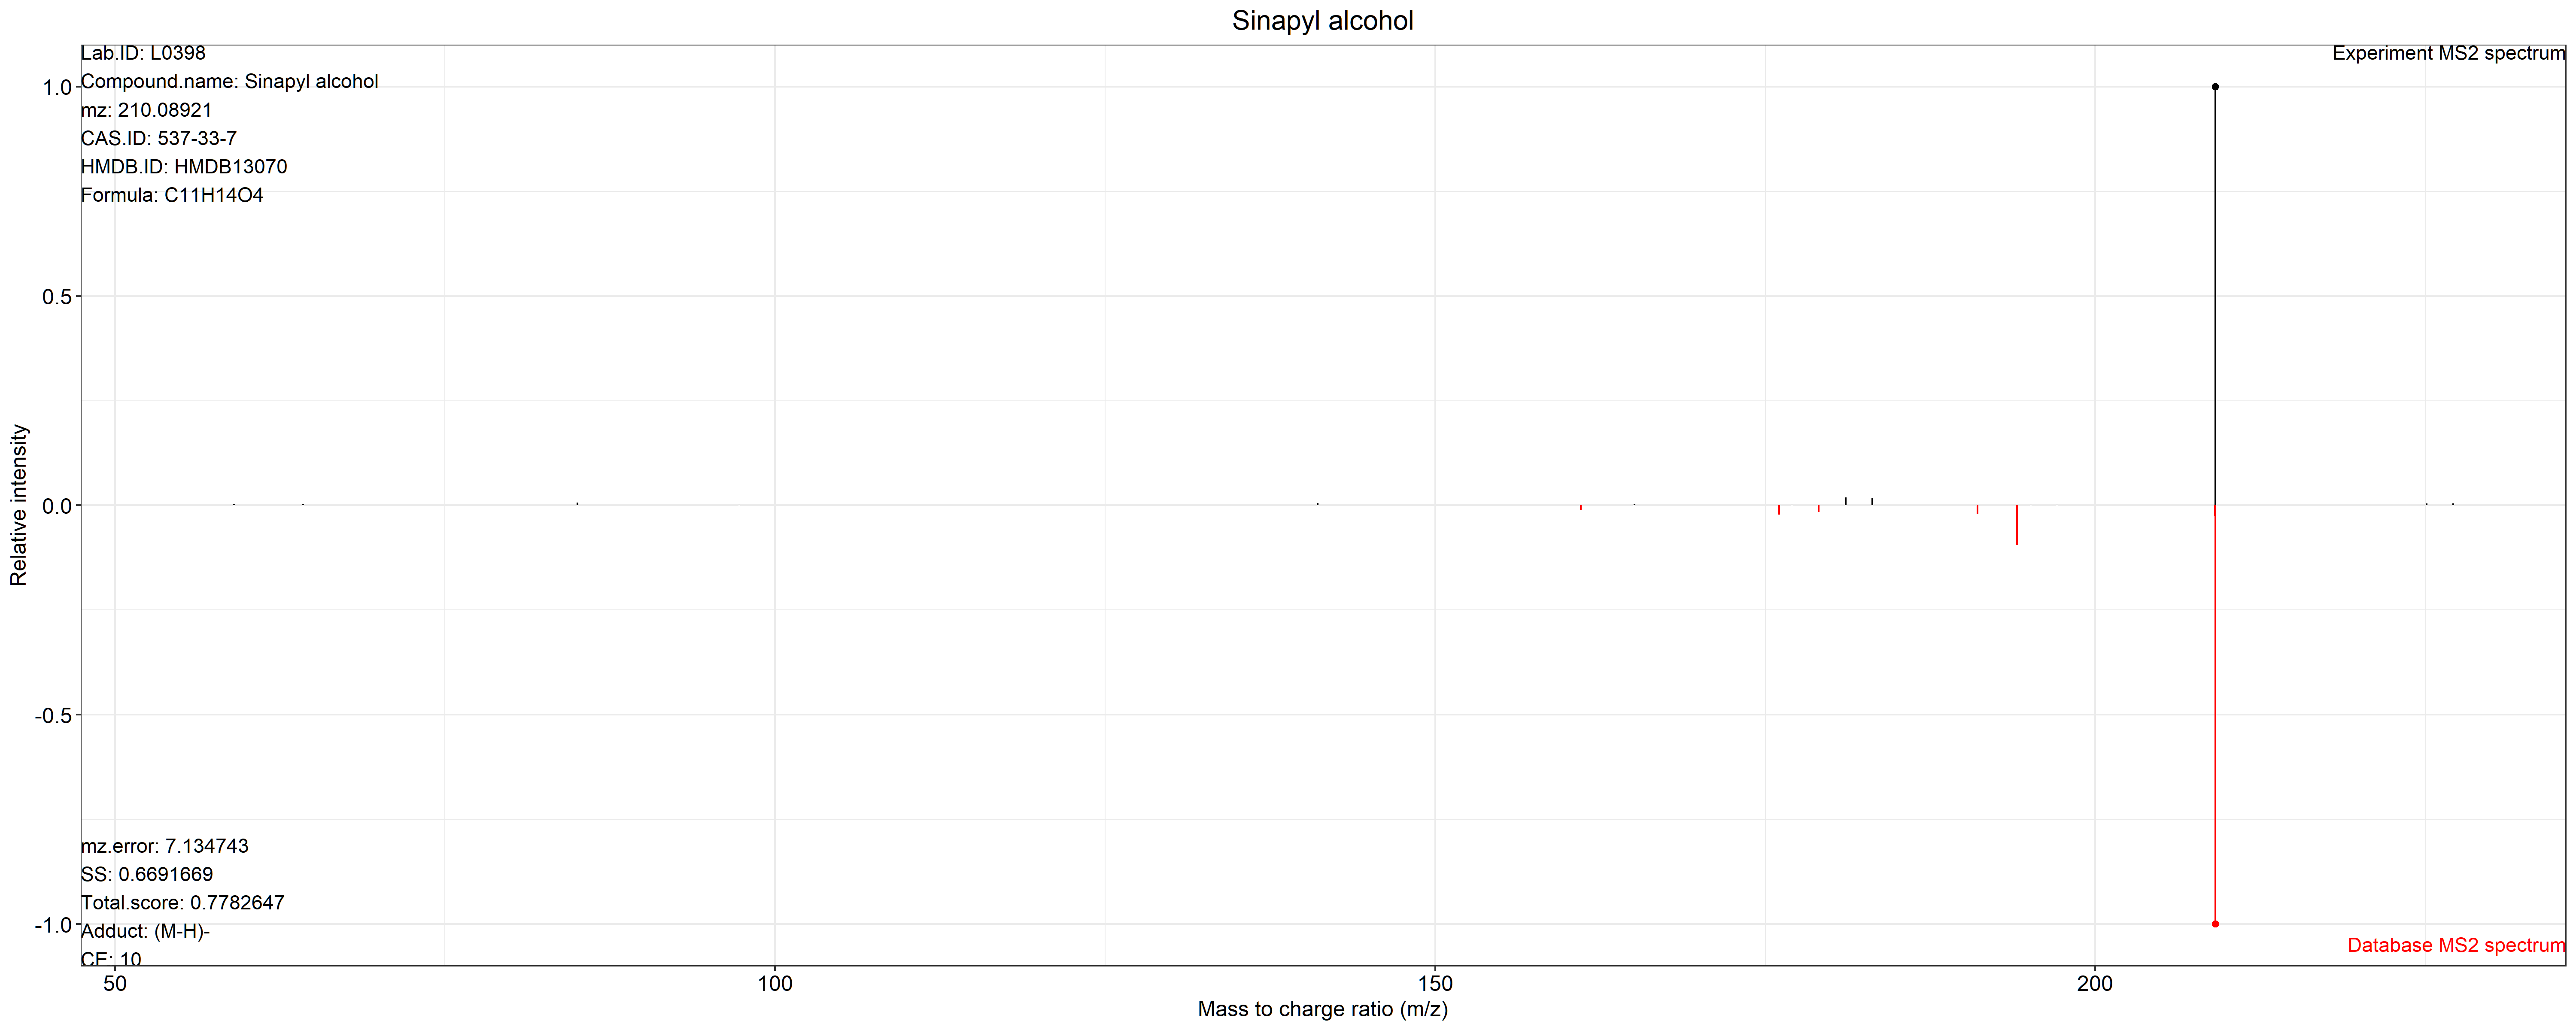 Sinapyl alcohol
Lab.ID: L0398
Compound.name: Sinapyl alcohol
mz: 210.08921
CAS.ID: 537-33-7
HMDB.ID: HMDB13070
Formula: C11H14O4
Experiment MS2 spectrum
1.0
0.5
0.0
-0.5
-1.0
Relative intensity
mz.error: 7.134743
SS: 0.6691669
Total.score: 0.7782647
Adduct: (M-H)-
CE: 10
Database MS2 spectrum
50
100
150
200
Mass to charge ratio (m/z)